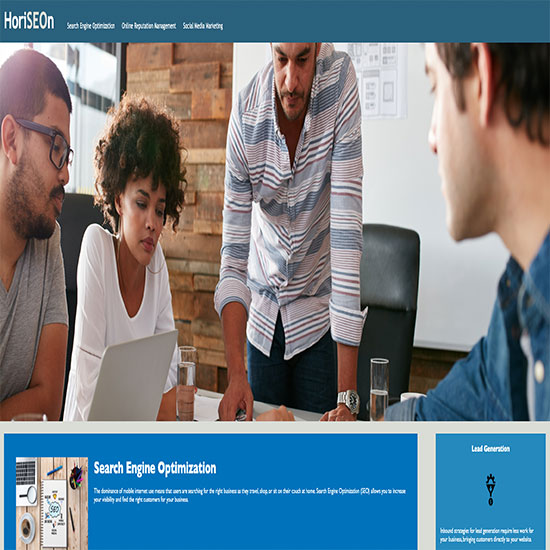 HoriSEOn
Search Engine Optimization Online Reputation Management Social Media Marketing
Search Engine Optimization
The dominance of mobile internet use means that users are searching for the right business as they travel, shop, or sit on their couch at home. Search Engine Optimization (SEO) allows you to increase
your visibility and find the right customers for your business.
SEO
Lead Generation
Inbound strategies for lead generation require less work for
your business, bringing customers directly to your website.